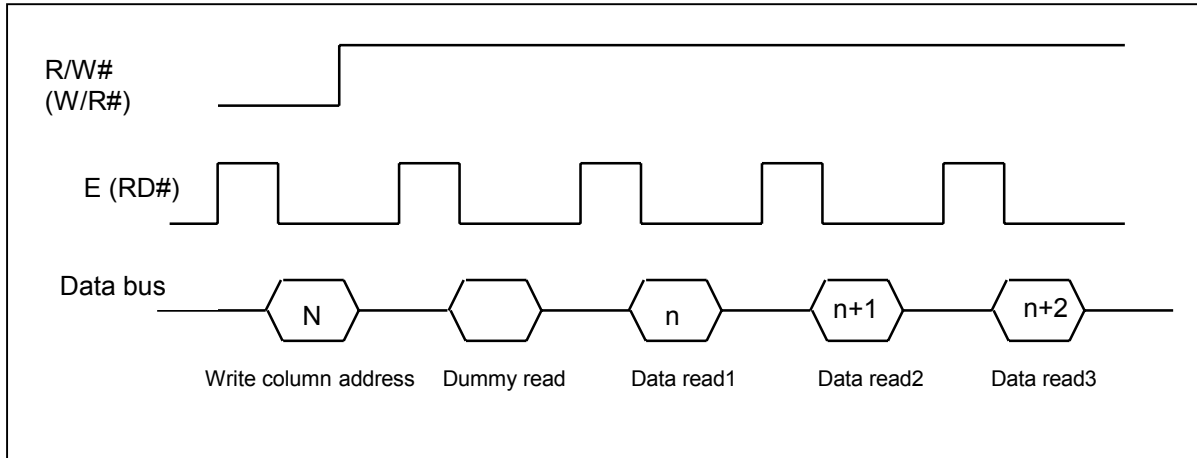 R/W#
(W/R#)
E (RD#)
Data bus
N
n
n+1
n+2
Write column address
Dummy read
Data read1
Data read2
Data read3